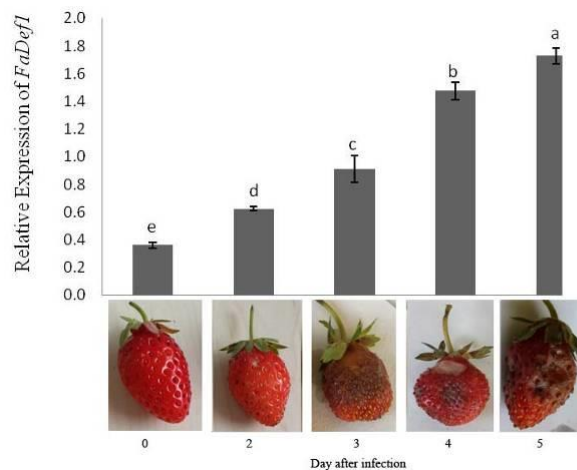 Relative Expression of FaDef1
2.0
1.8
1.6
1.4
1.2
1.0
0.8
0.6
0.4
0.2
0.0
e
d
c
b
a
0 2 3 4 5
Day after infection